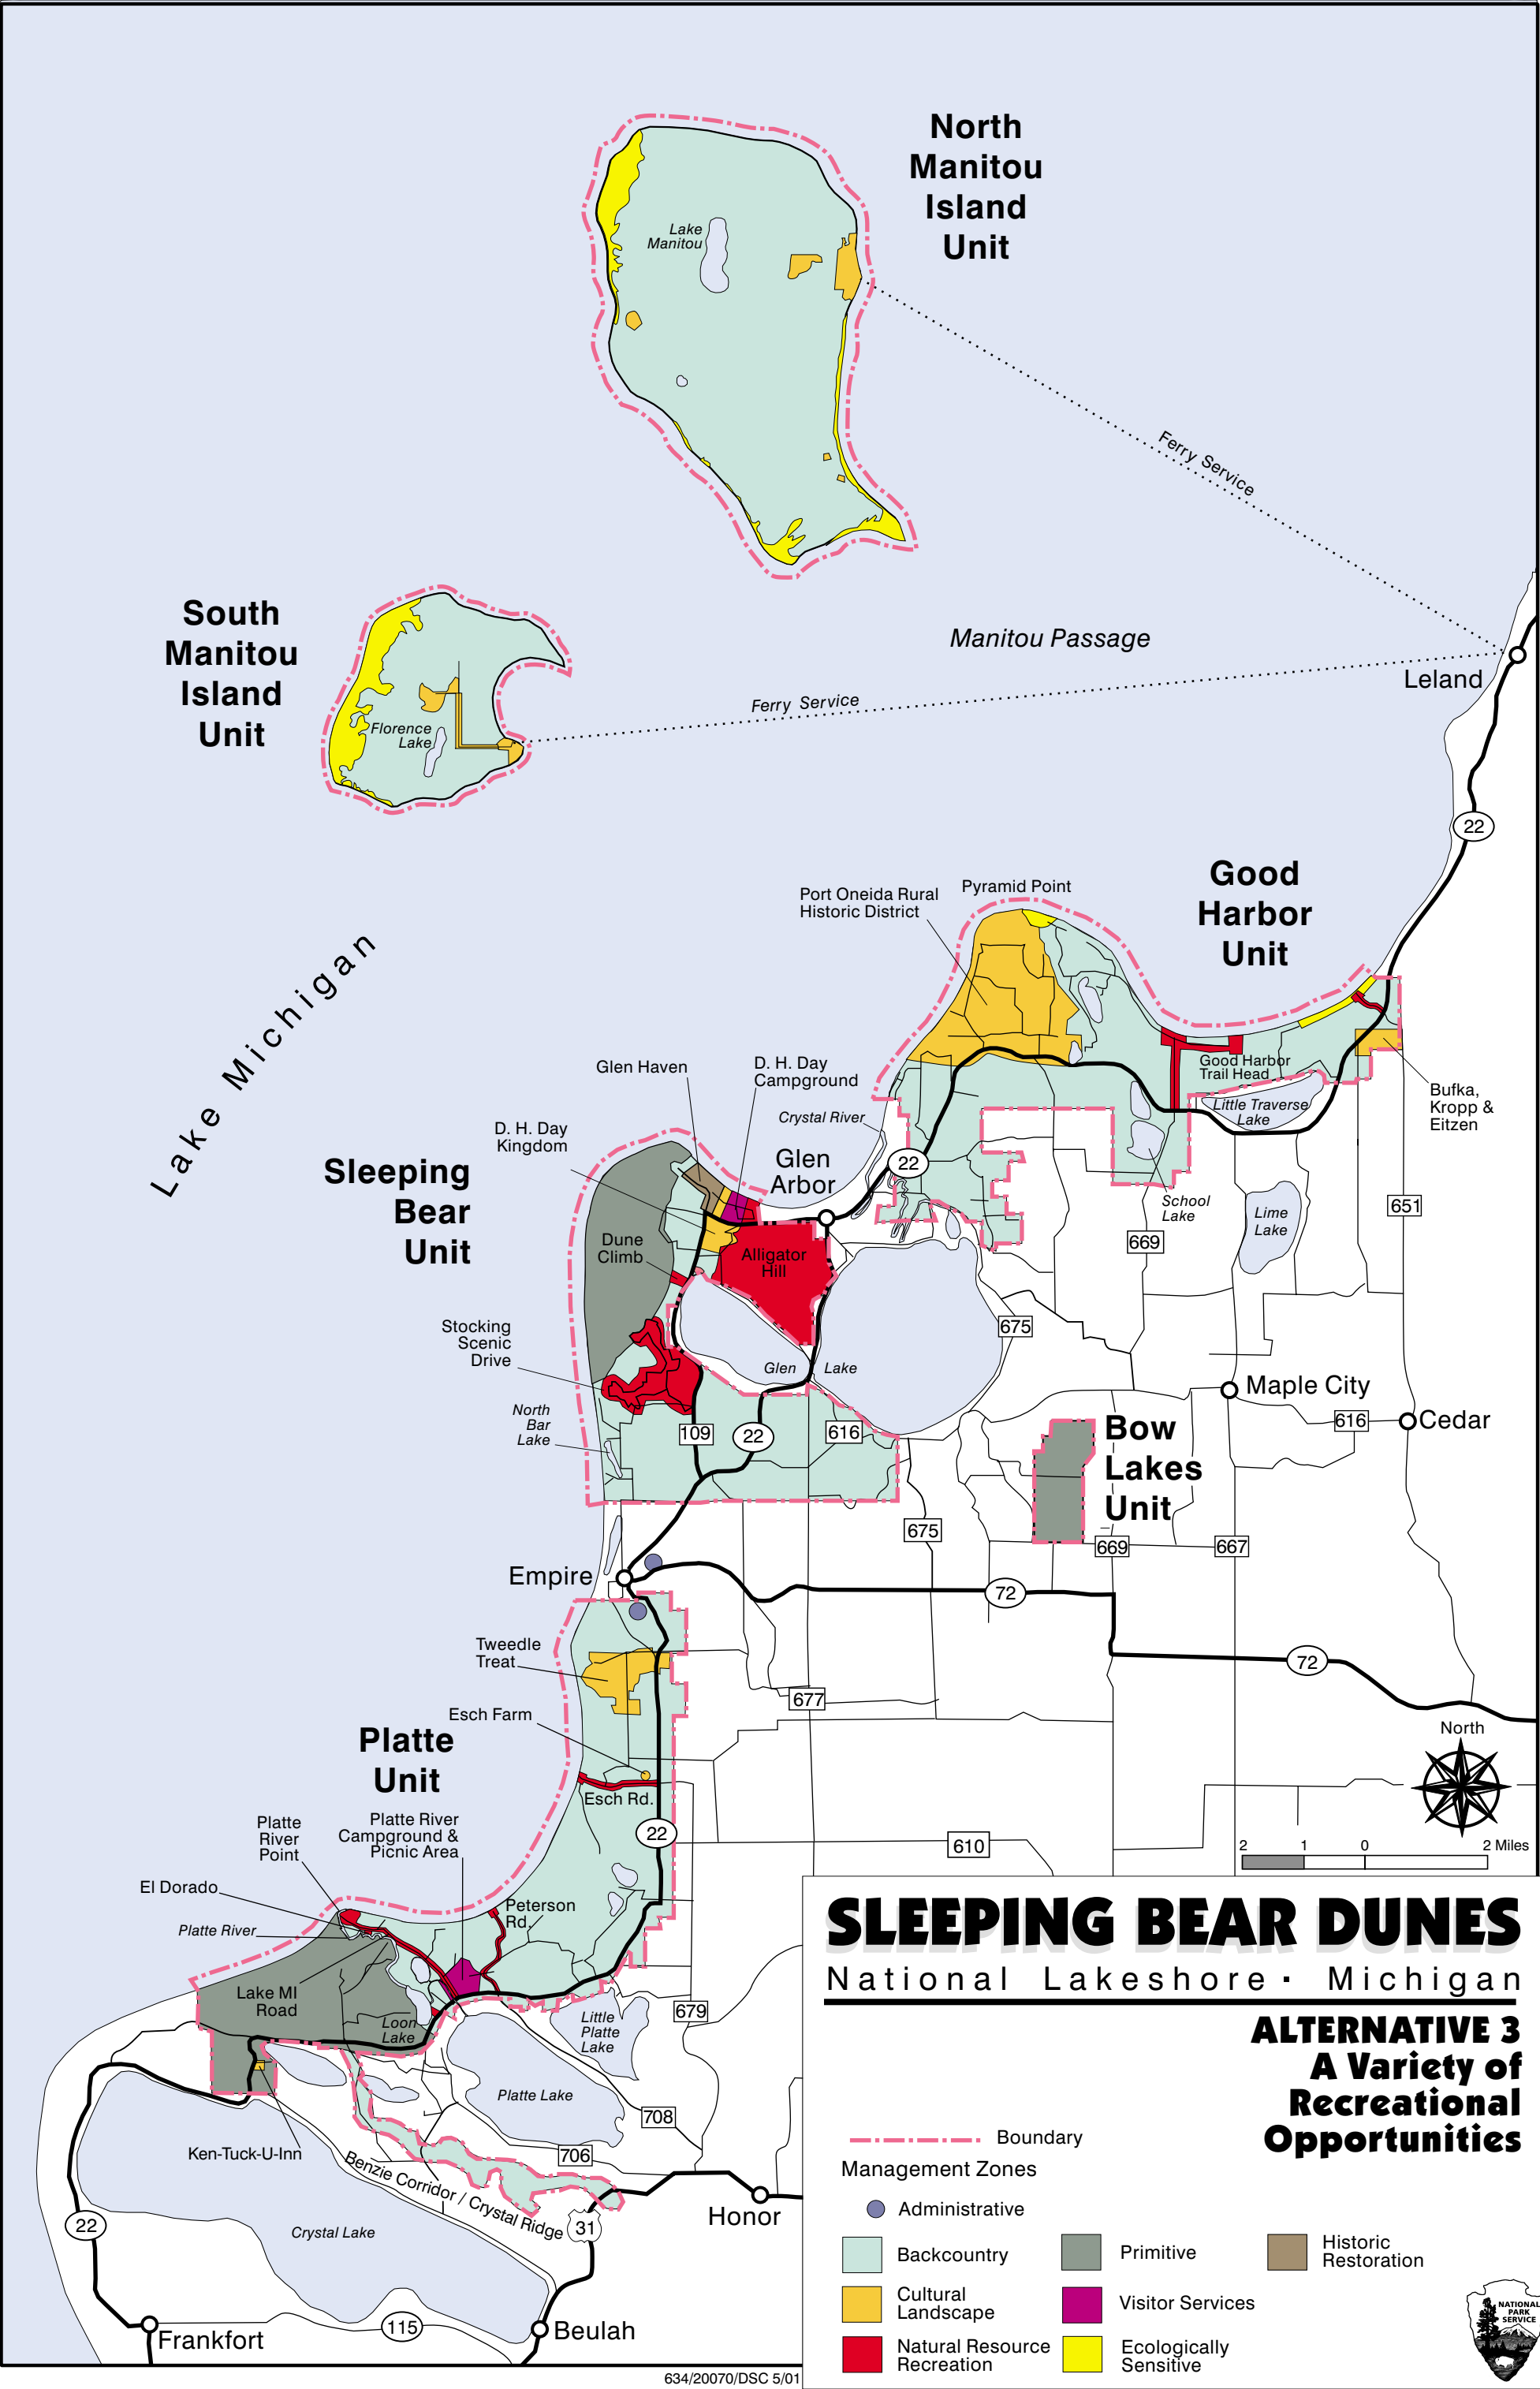 North
Manitou
Island
Unit
Lake
Manitou
Ferry Service
South
Manitou
Island
Unit
Manitou Passage
Leland
Ferry Service
Florence
Lake
22
Good
Harbor
Unit
Pyramid Point
Port Oneida Rural
Historic District
Lake Michigan
Glen Haven
D. H. Day
Campground
Good Harbor
Trail Head
Bufka,
Kropp &
Eitzen
Little Traverse
Lake
Crystal River
D. H. Day
Kingdom
Glen
Arbor
22
Sleeping
Bear
Unit
School
Lake
Lime
Lake
651
669
Dune
Climb
Alligator
Hill
Stocking
Scenic
Drive
675
Glen Lake
Maple City
North
Bar
Lake
109
22
616
616
Cedar
Bow
Lakes
Unit
675
669
667
Empire
72
72
Tweedle
Treat
677
Esch Farm
North
Platte
Unit
Esch Rd.
Platte
River
Point
Platte River
Campground &
Picnic Area
22
610
2 1 0 2 Miles
El Dorado
Peterson
Rd.
Platte River
Lake MI
Road
Loon
Lake
Little
Platte
Lake
679
Platte Lake
708
706
Ken-Tuck-U-Inn
Benzie Corridor / Crystal Ridge
31
Honor
22
Crystal Lake
Frankfort
115
Beulah
634/20070/DSC 5/01
SLEEPING BEAR DUNES
National Lakeshore · Michigan
ALTERNATIVE 3
A Variety of
Recreational
Opportunities
Boundary
Management Zones
Administrative
Backcountry
Primitive
Historic
Restoration
Cultural
Landscape
Visitor Services
Natural Resource
Recreation
Ecologically
Sensitive
NATIONAL
PARK
SERVICE